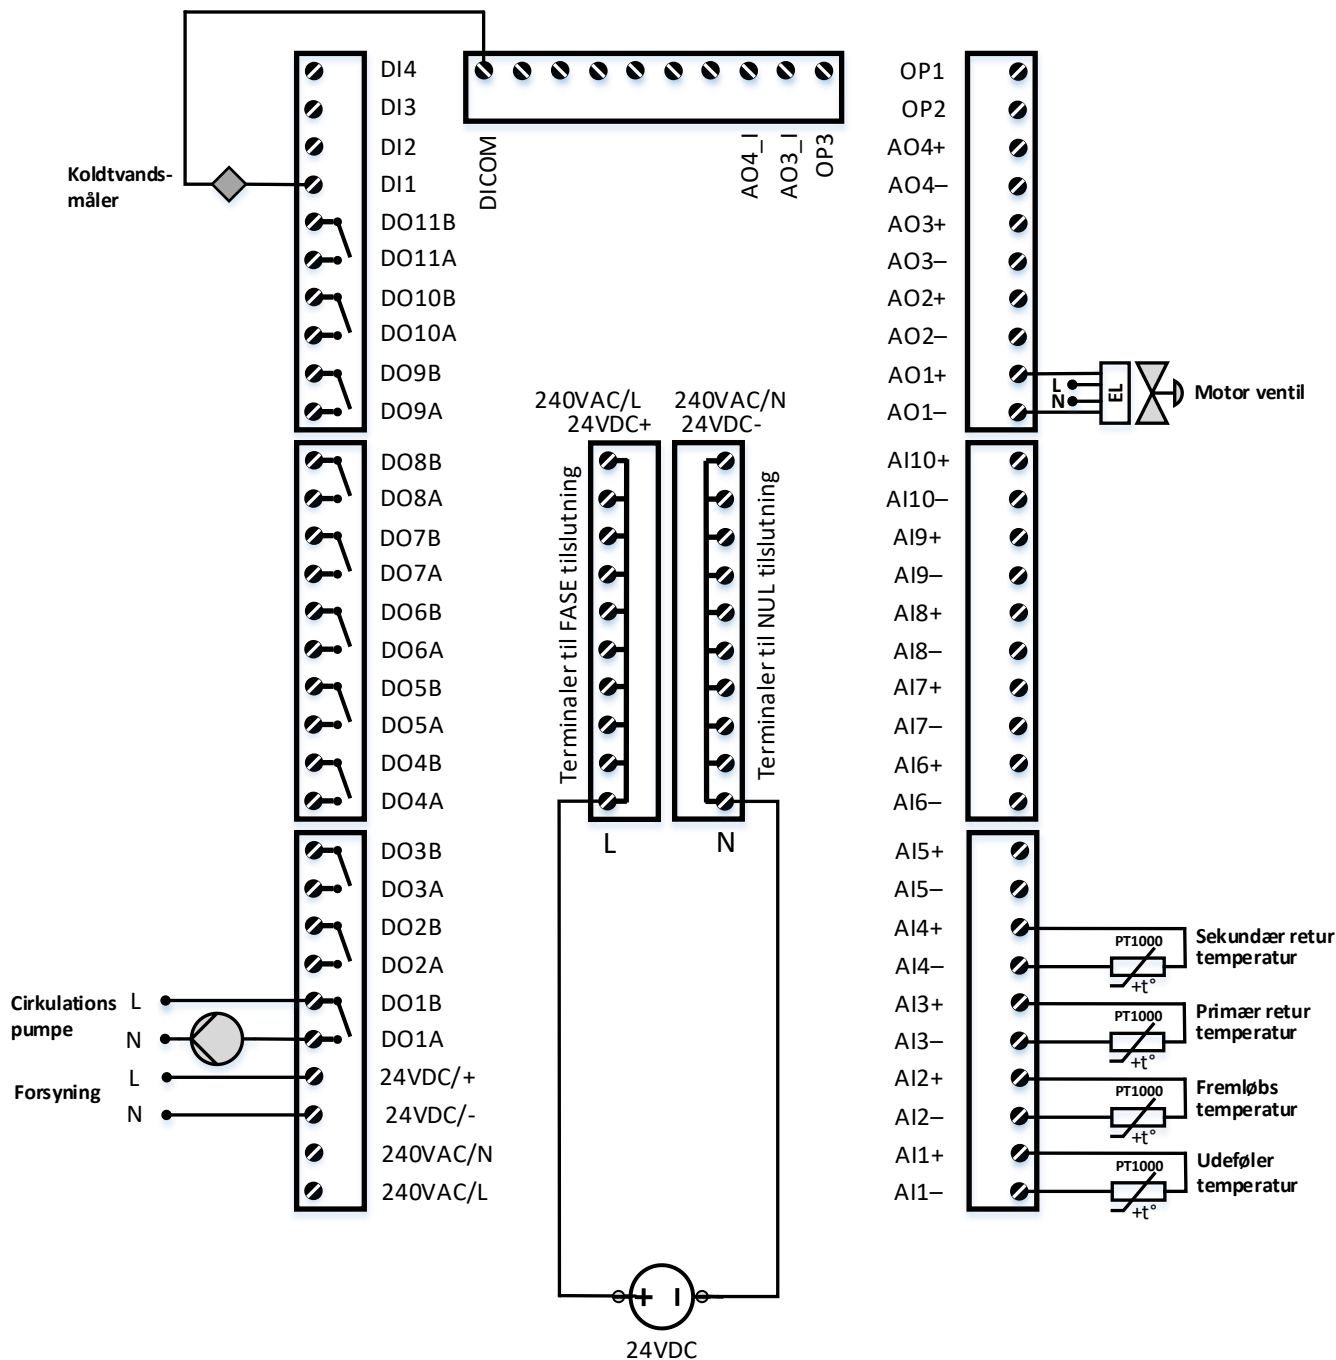 DI4
DI3
DI2
DI1
DO11B
DO11A
DO10B
DO10A
DO9B
DO9A
Koldtvands-
måler
DICOM
AO4_I
AO3_I
OP3
OP1
OP2
AO4+
AO4–
AO3+
AO3–
AO2+
AO2–
AO1+
AO1–
L
N
EL
Motor ventil
240VAC/L
24VDC+
240VAC/N
24VDC-
Terminaler til FASE tilslutning
Terminaler til NUL tilslutning
L
N
DO8B
DO8A
DO7B
DO7A
DO6B
DO6A
DO5B
DO5A
DO4B
DO4A
AI10+
AI10–
AI9+
AI9–
AI8+
AI8–
AI7+
AI7–
AI6+
AI6–
DO3B
DO3A
DO2B
DO2A
DO1B
DO1A
24VDC/+
24VDC/-
240VAC/N
240VAC/L
Cirkulations
pumpe
L
N
Forsyning
L
N
AI5+
AI5–
AI4+
AI4–
AI3+
AI3–
AI2+
AI2–
AI1+
AI1–
PT1000
+t°
Sekundær retur
temperatur
PT1000
+t°
Primær retur
temperatur
PT1000
+t°
Fremløbs
temperatur
PT1000
+t°
Udeføler
temperatur
24VDC